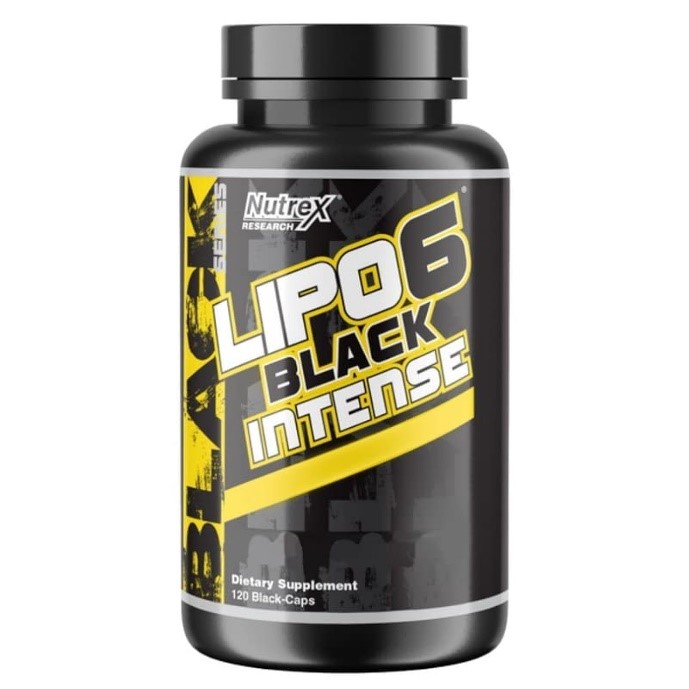 Nutrex
RESEARCH
LIPO6®
BLACK
INTENSE
BLACK
SERIES
Dietary Supplement
120 Black-Caps